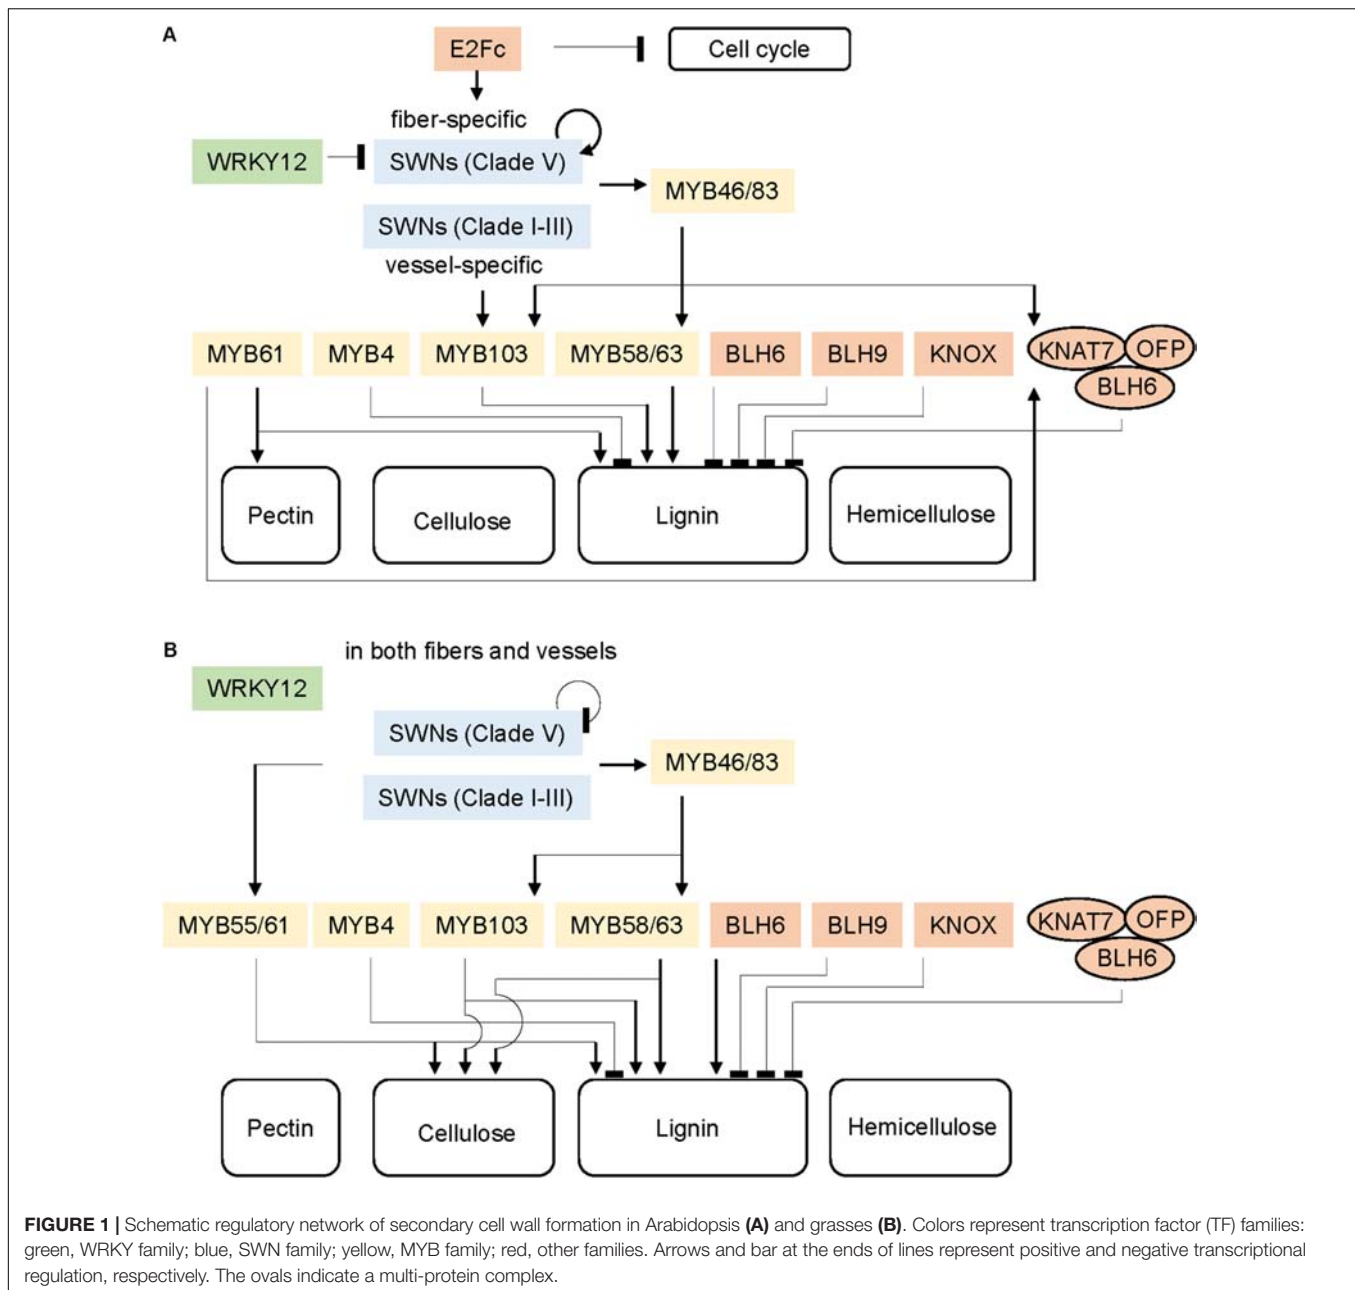 A
E2Fc
Cell cycle
fiber-specific
WRKY12
SWNs (Clade V)
MYB46/83
SWNs (Clade I-III)
vessel-specific
MYB61
MYB4
MYB103
MYB58/63
BLH6
BLH9
KNOX
KNAT7
OFP
BLH6
Pectin
Cellulose
Lignin
Hemicellulose
B
in both fibers and vessels
WRKY12
SWNs (Clade V)
MYB46/83
SWNs (Clade I-III)
MYB55/61
MYB4
MYB103
MYB58/63
BLH6
BLH9
KNOX
KNAT7
OFP
BLH6
Pectin
Cellulose
Lignin
Hemicellulose
FIGURE 1 | Schematic regulatory network of secondary cell wall formation in Arabidopsis (A) and grasses (B). Colors represent transcription factor (TF) families:
green, WRKY family; blue, SWN family; yellow, MYB family; red, other families. Arrows and bar at the ends of lines represent positive and negative transcriptional
regulation, respectively. The ovals indicate a multi-protein complex.